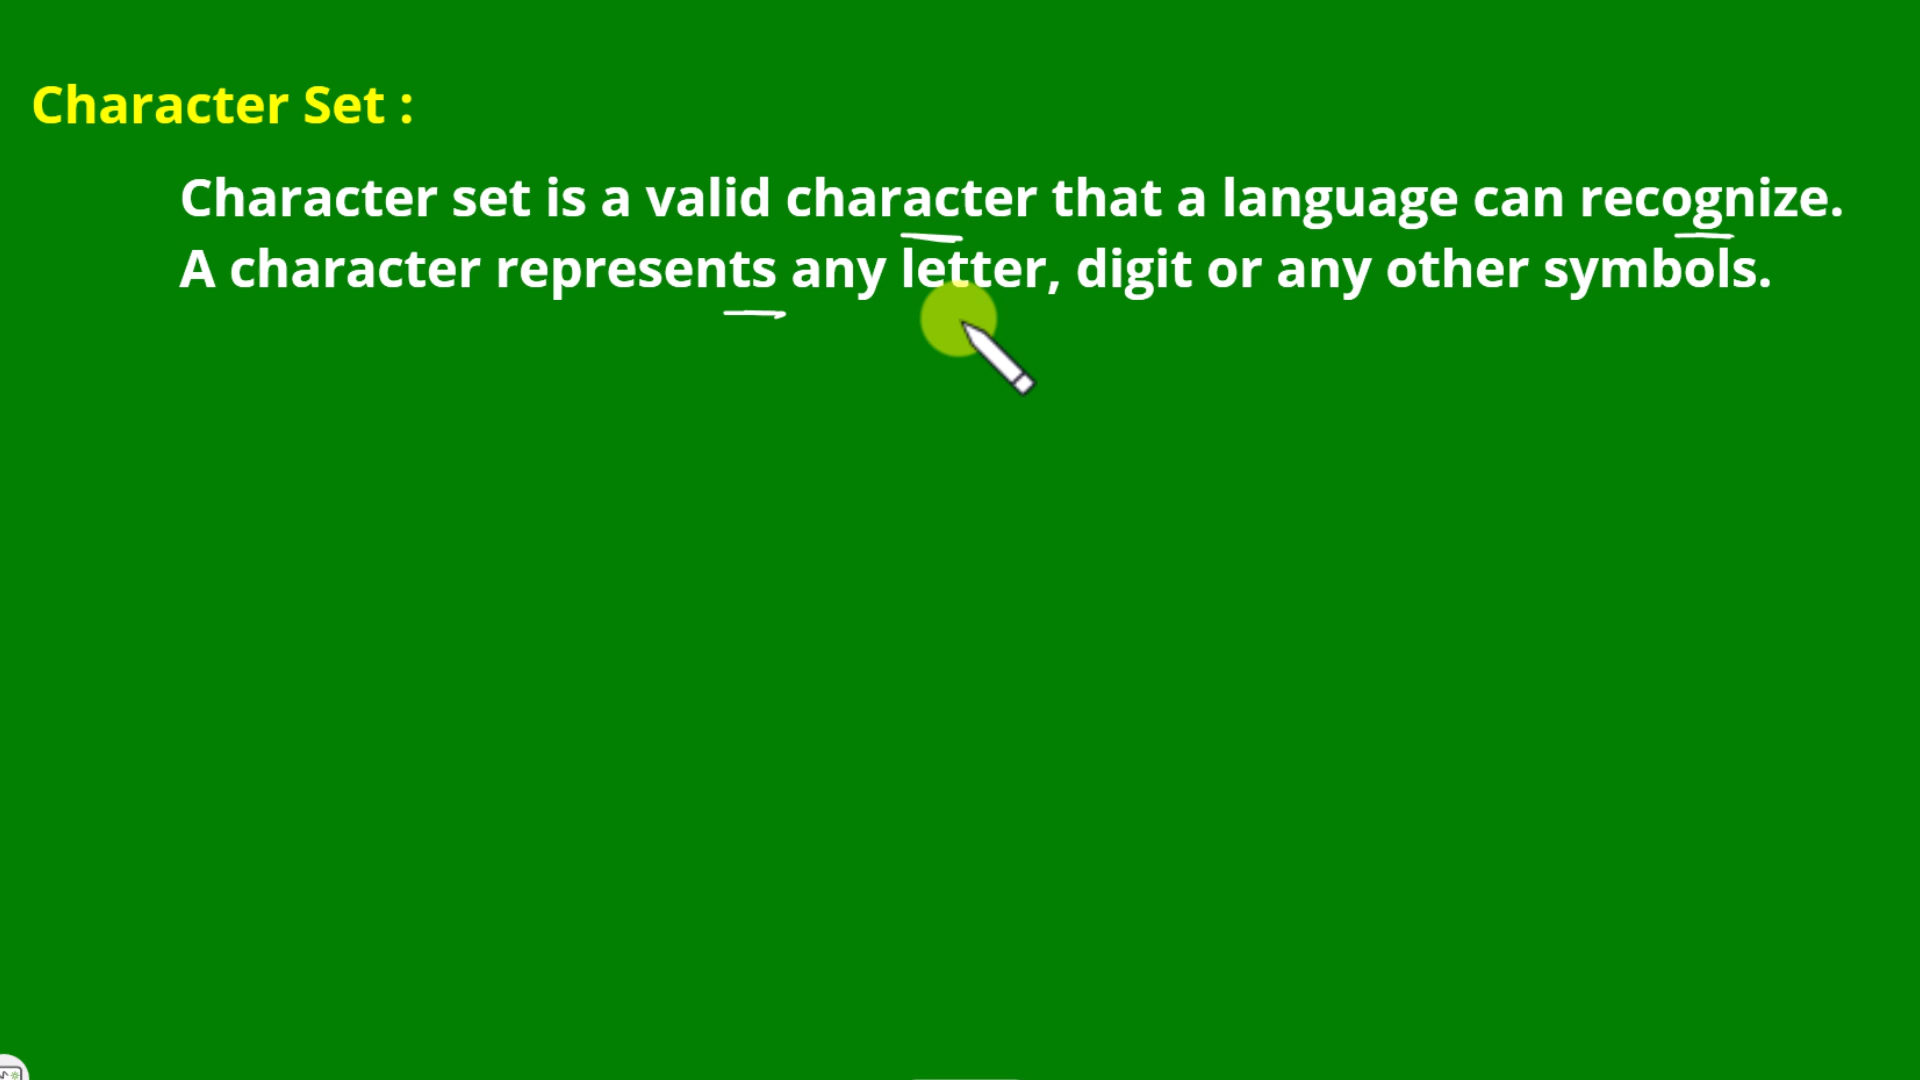 Character Set :
Character set is a valid character that a language can recognize.
A character represents any letter, digit or any other symbols.